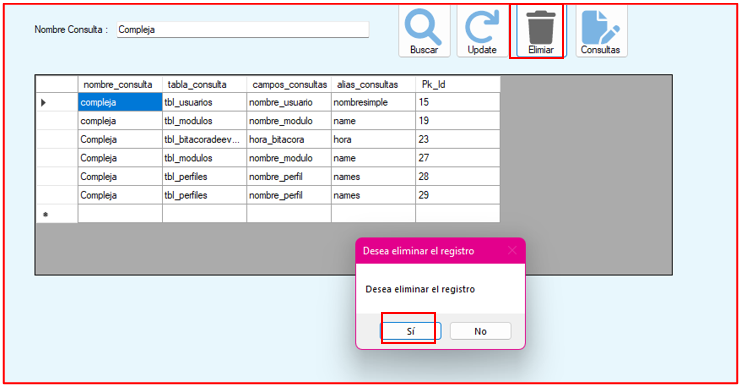 Nombre Consulta : Compleja
Buscar Update Elimiar Consultas
nombre_consulta tabla_consulta campos_consultas alias_consultas Pk_Id
compleja tbl_usuarios nombre_usuario nombresimple 15
compleja tbl_modulos nombre_modulo name 19
Compleja tbl_bitacoradeev... hora_bitacora hora 23
Compleja tbl_modulos nombre_modulo name 27
Compleja tbl_perfiles nombre_perfil names 28
Compleja tbl_perfiles nombre_perfil names 29
Desea eliminar el registro
Desea eliminar el registro
Sí No